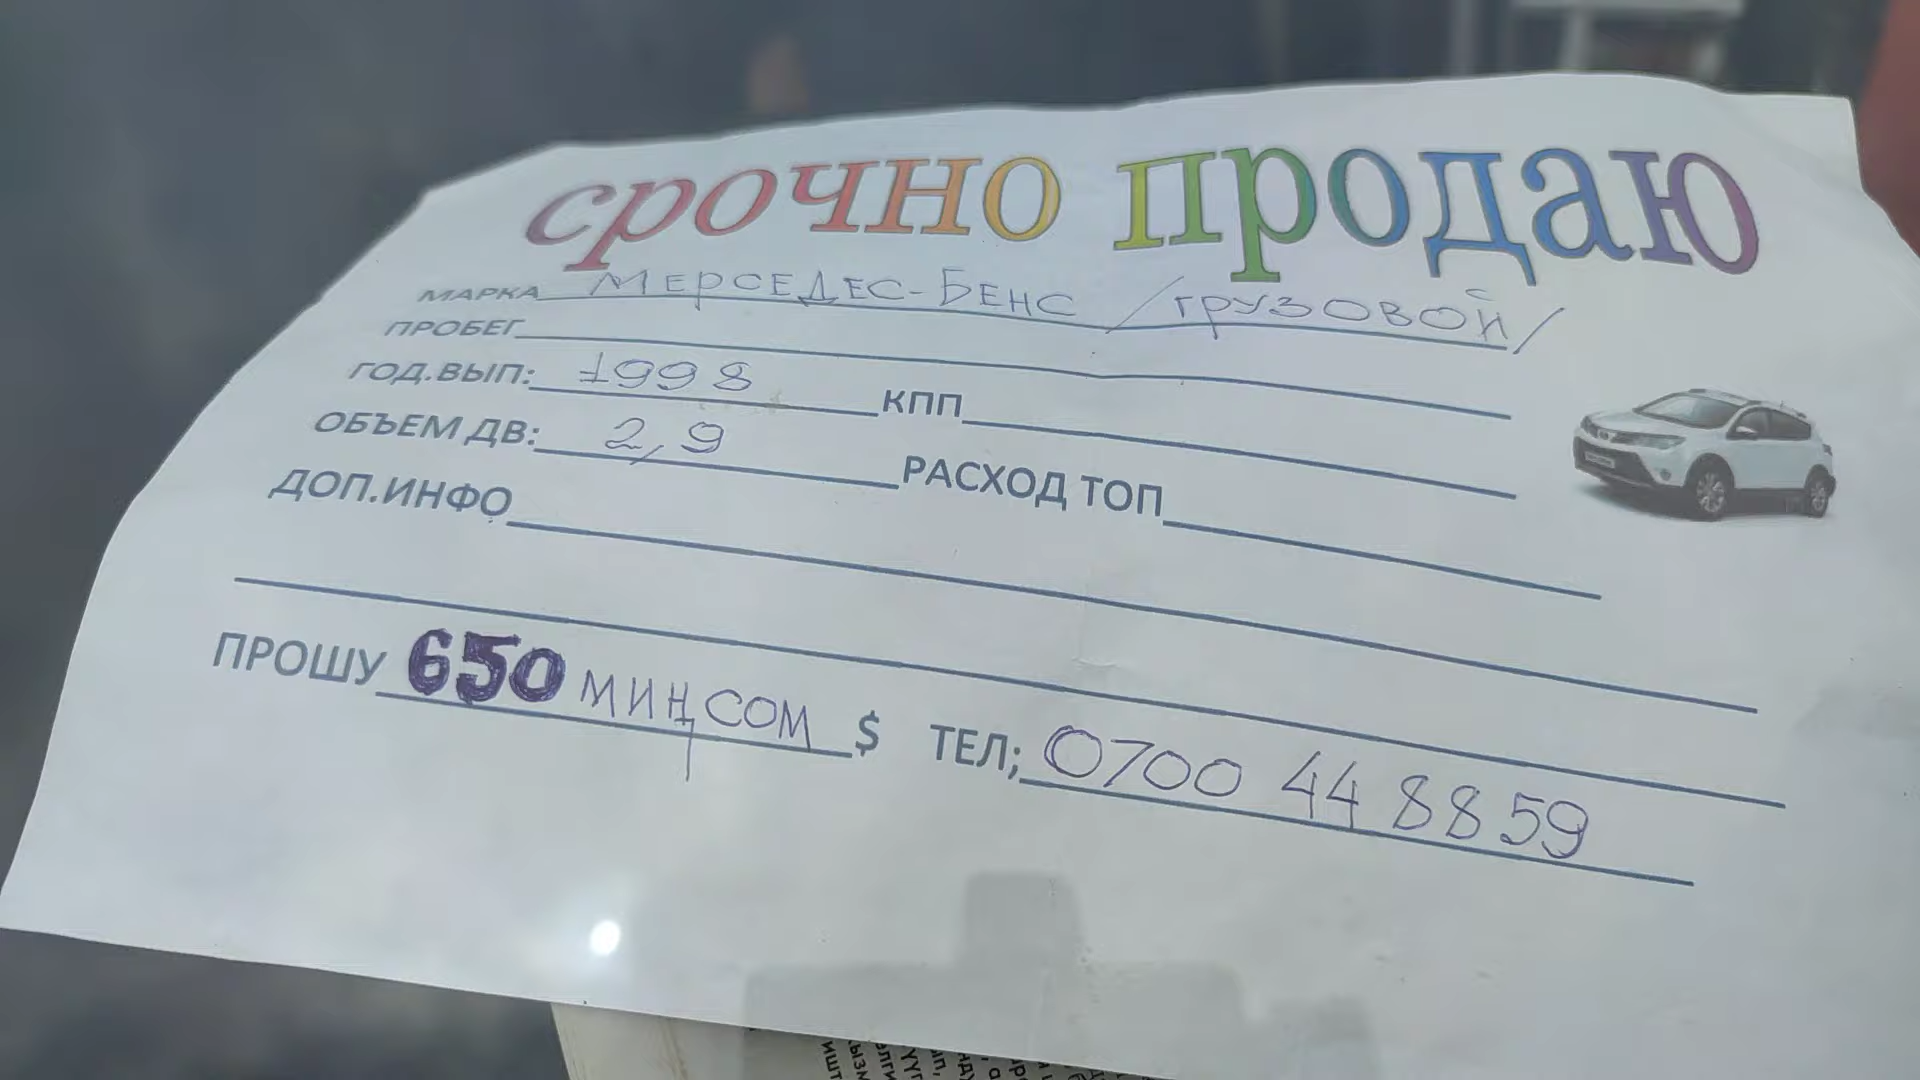 срочно продаю
МАРКА МЕРСЕДЕС-БЕНС /ГРУЗОВОЙ/
ПРОБЕГ
ГОД.ВЫП: 1998 КПП
ОБЪЕМ ДВ: 2,9 РАСХОД ТОП
ДОП.ИНФО
ПРОШУ 650 МИҢ СОМ $ ТЕЛ; 0700 44 88 59